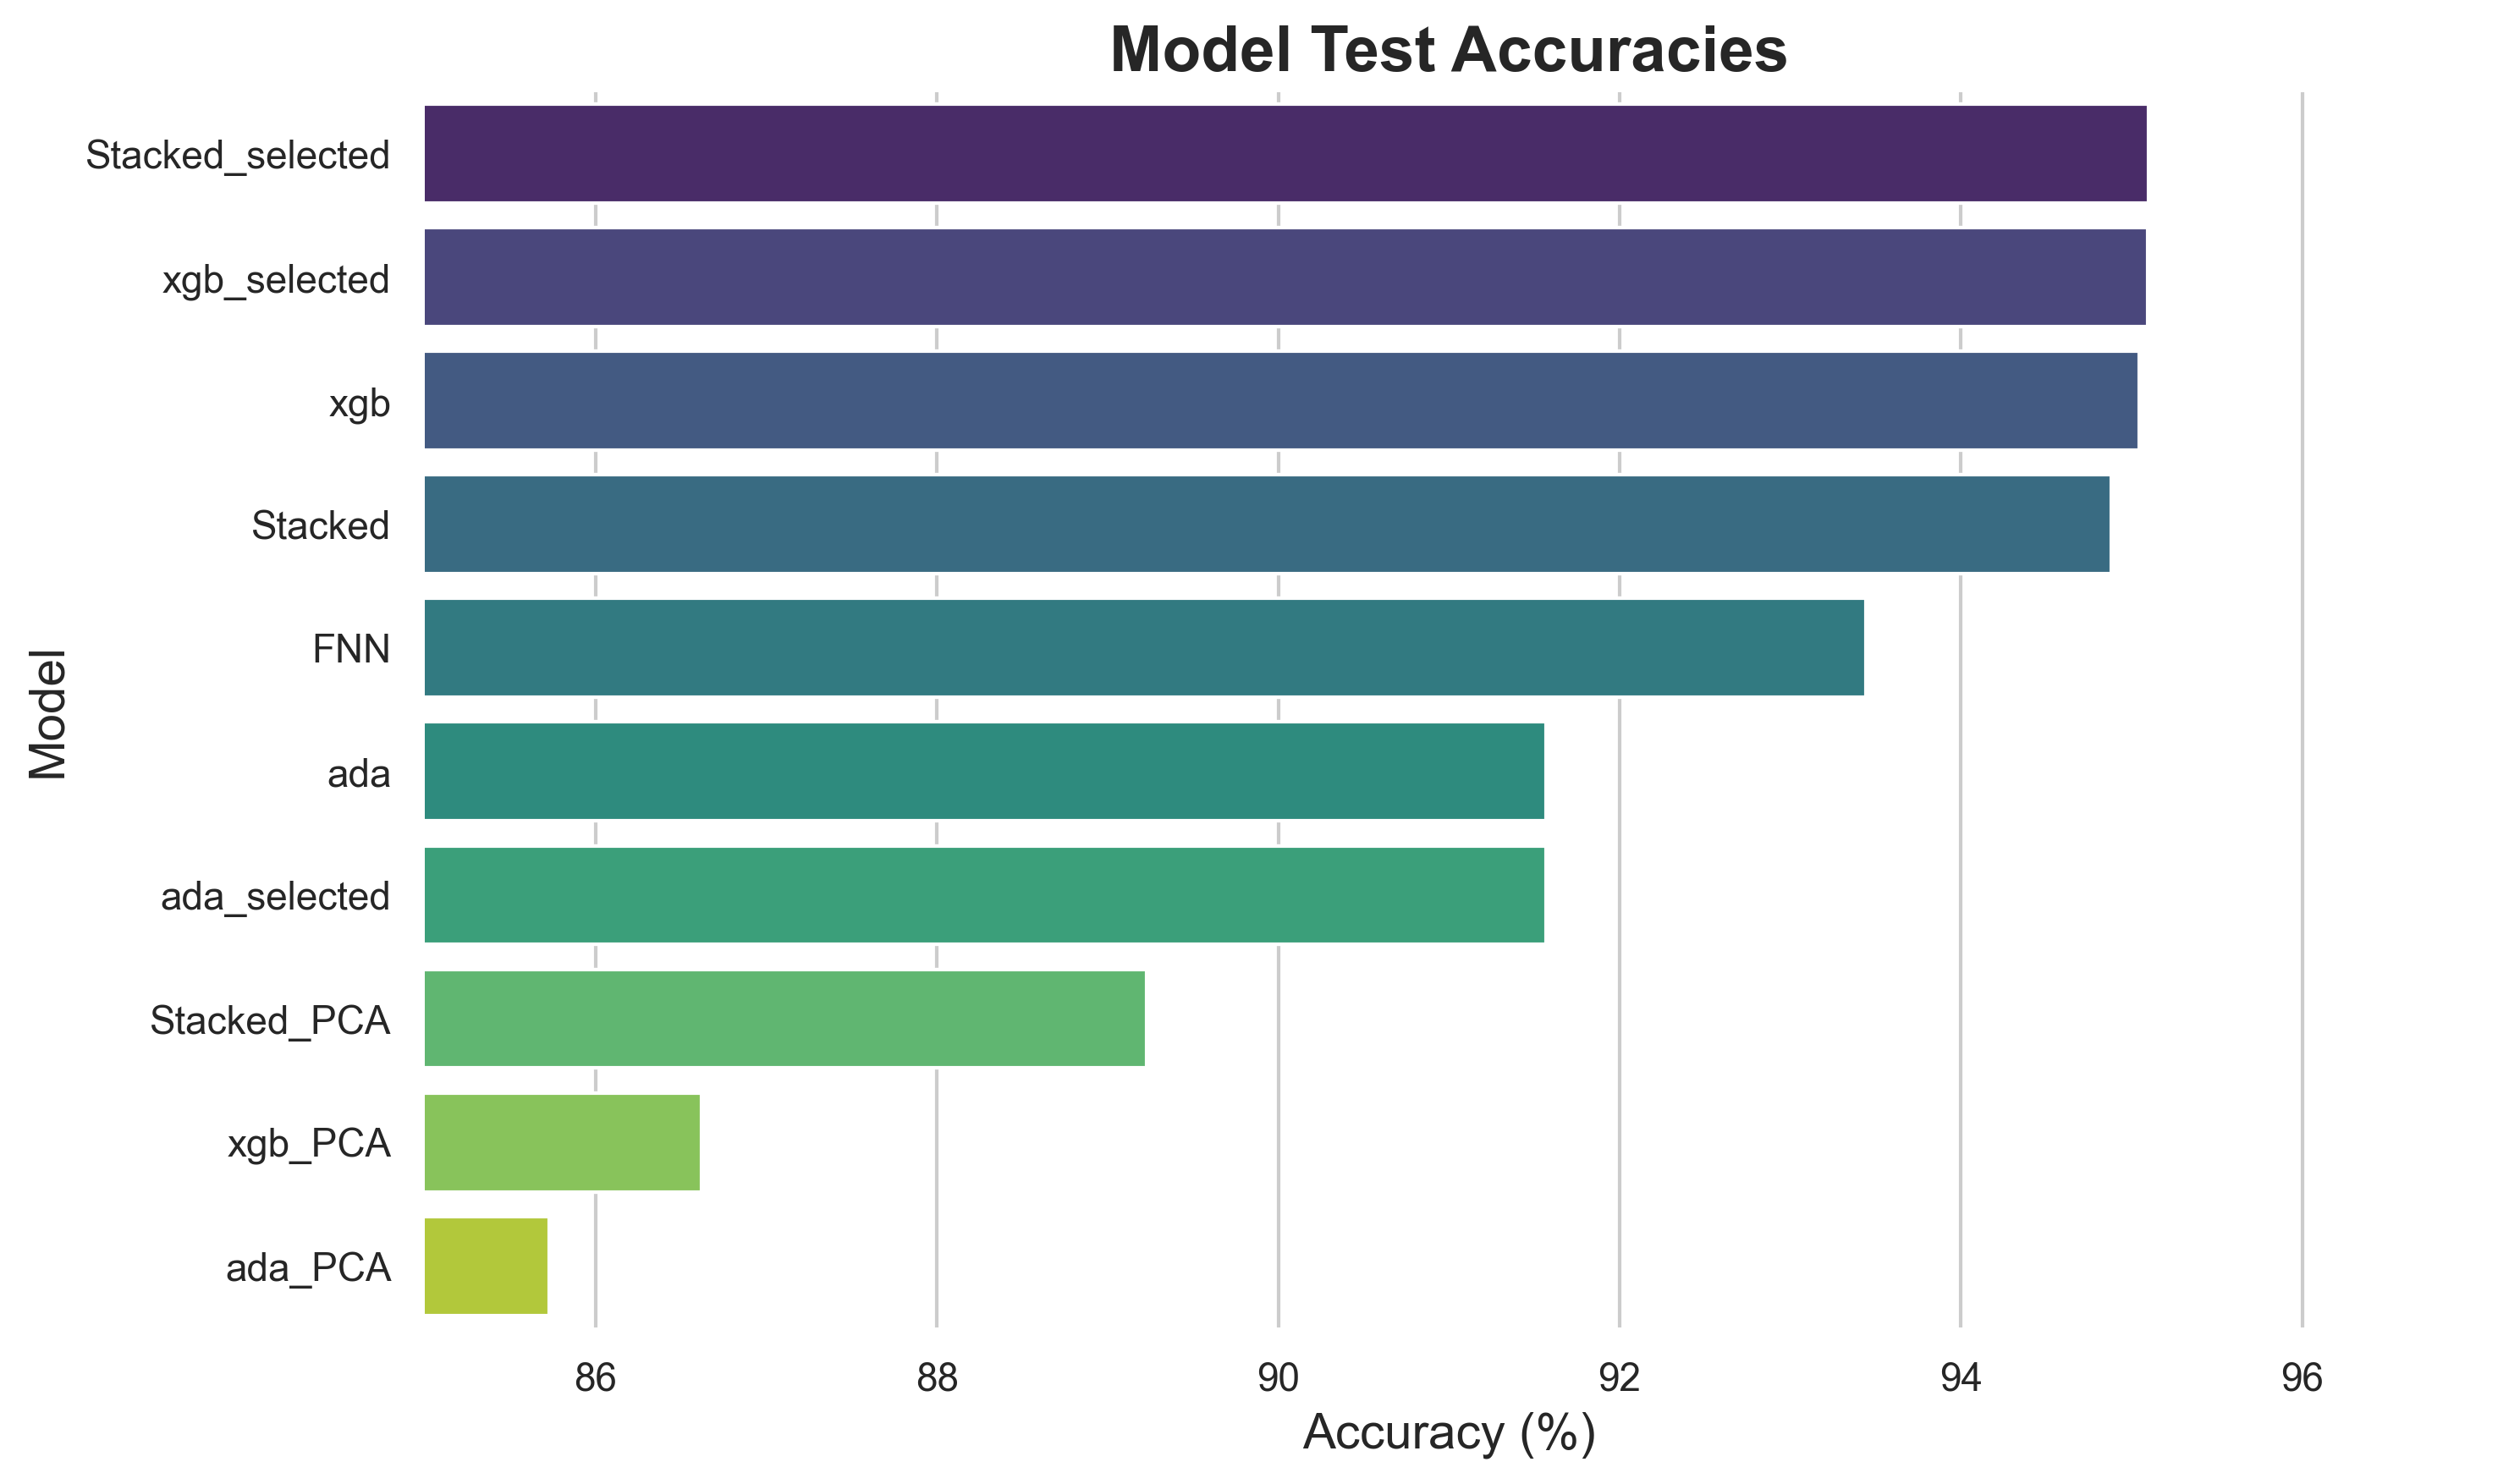 Model Test Accuracies
Model
Stacked_selected
xgb_selected
xgb
Stacked
FNN
ada
ada_selected
Stacked_PCA
xgb_PCA
ada_PCA
86 88 90 92 94 96
Accuracy (%)